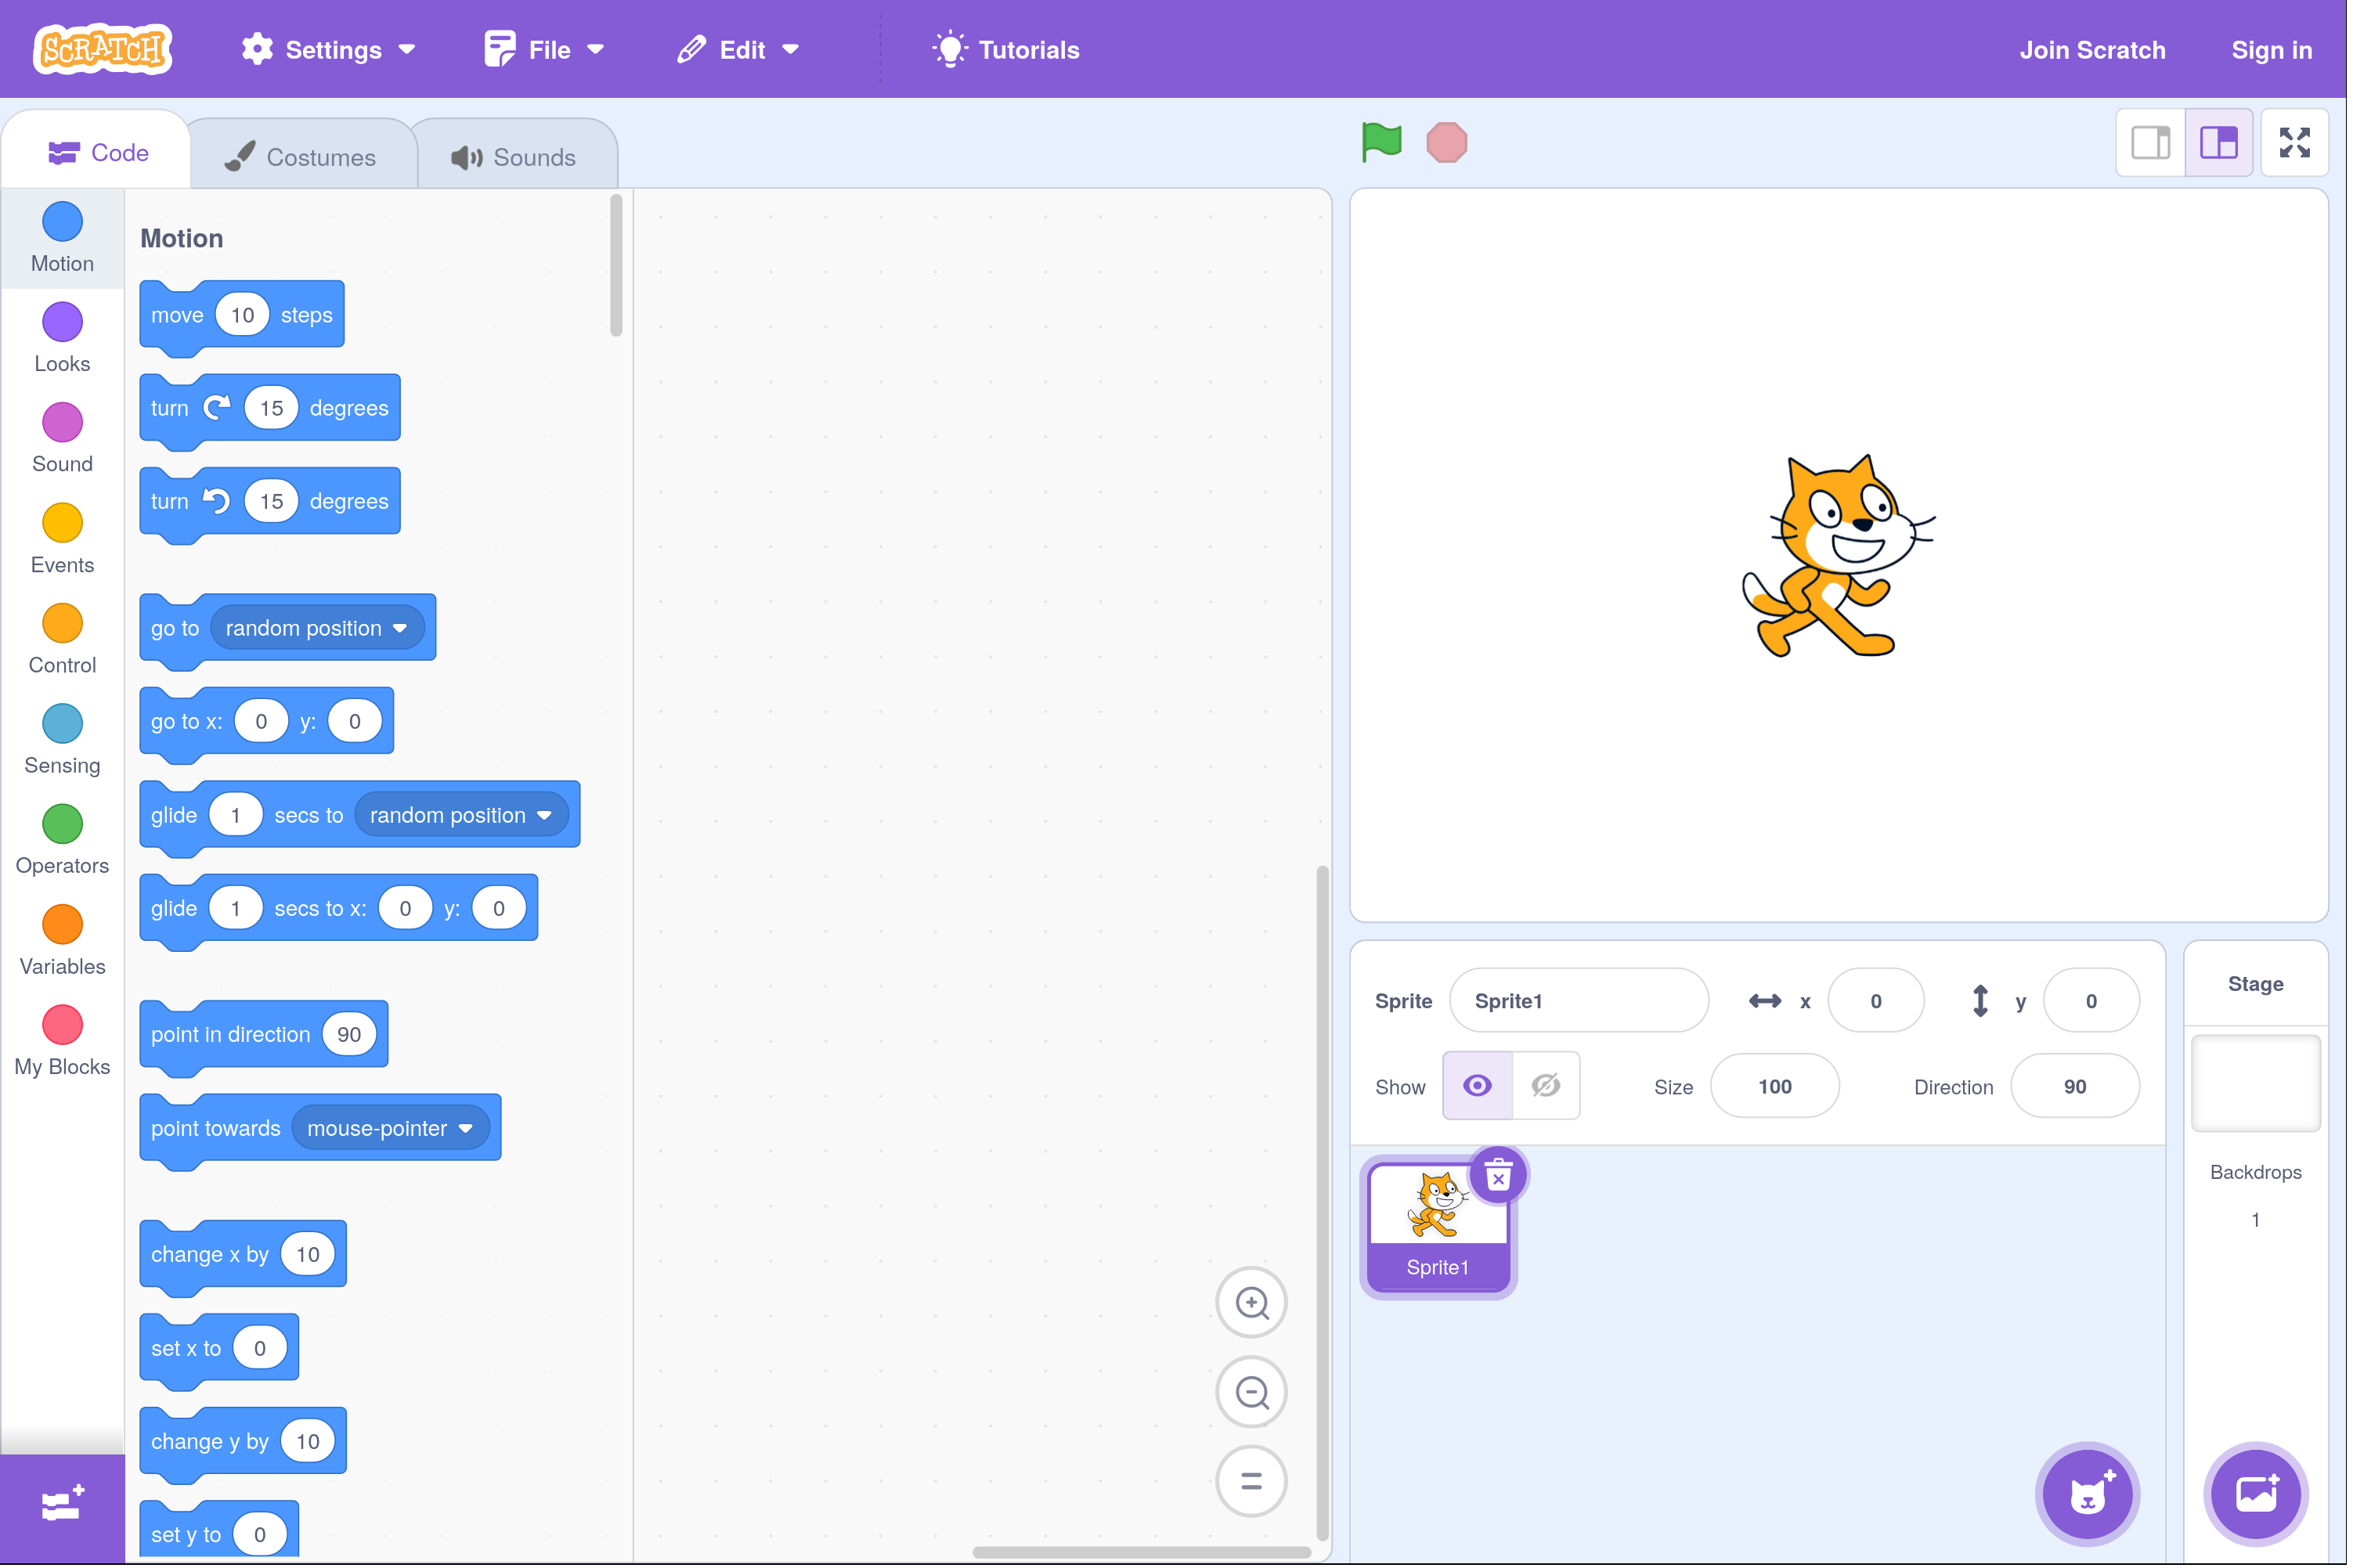 SCRATCH Settings File Edit Tutorials Join Scratch Sign in
Code Costumes Sounds
Motion
Looks
Sound
Events
Control
Sensing
Operators
Variables
My Blocks
Motion
move 10 steps
turn 15 degrees
turn 15 degrees
go to random position
go to x: 0 y: 0
glide 1 secs to random position
glide 1 secs to x: 0 y: 0
point in direction 90
point towards mouse-pointer
change x by 10
set x to 0
change y by 10
set y to 0
Sprite Sprite1 x 0 y 0
Show Size 100 Direction 90
Sprite1
Stage
Backdrops
1